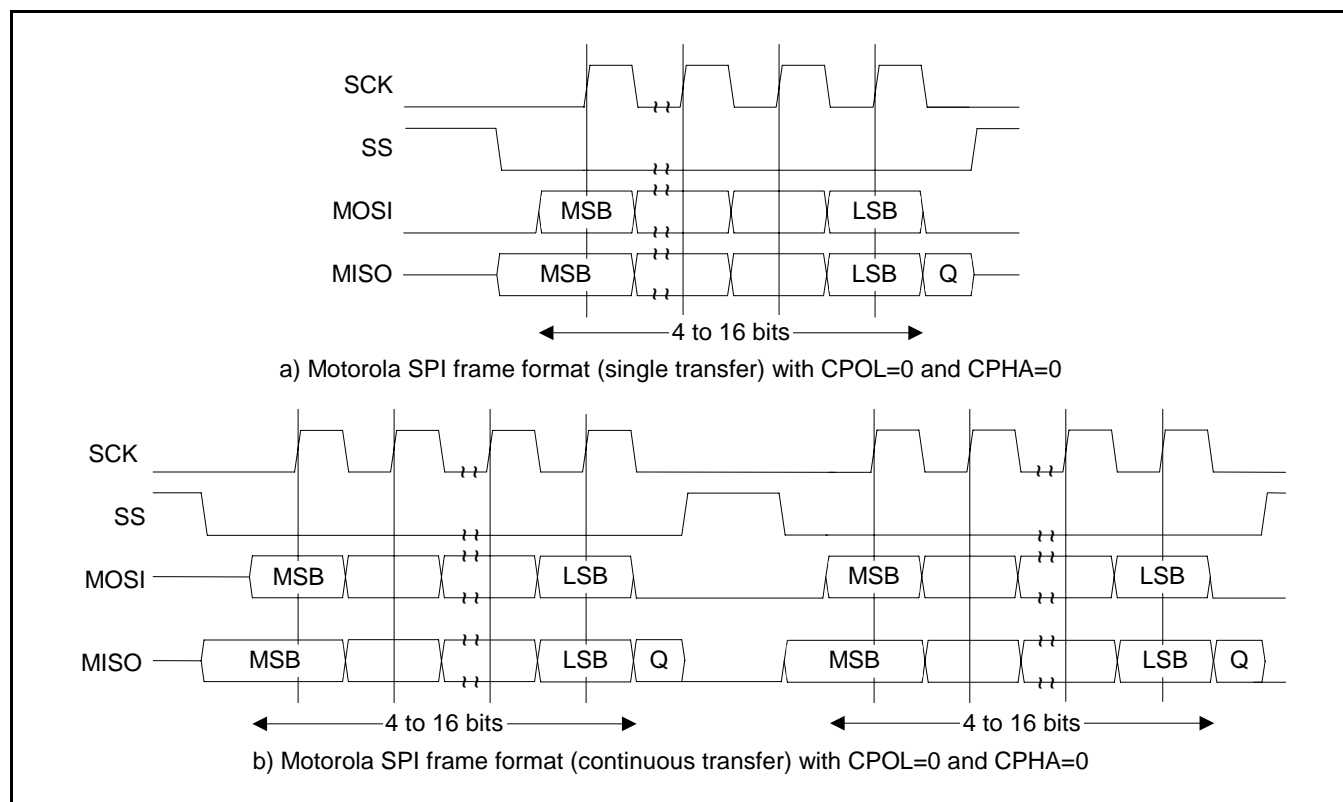 SCK
SS
MOSI MSB LSB
MISO MSB LSB Q
4 to 16 bits
a) Motorola SPI frame format (single transfer) with CPOL=0 and CPHA=0
SCK
SS
MOSI MSB LSB MSB LSB
MISO MSB LSB Q MSB LSB Q
4 to 16 bits 4 to 16 bits
b) Motorola SPI frame format (continuous transfer) with CPOL=0 and CPHA=0